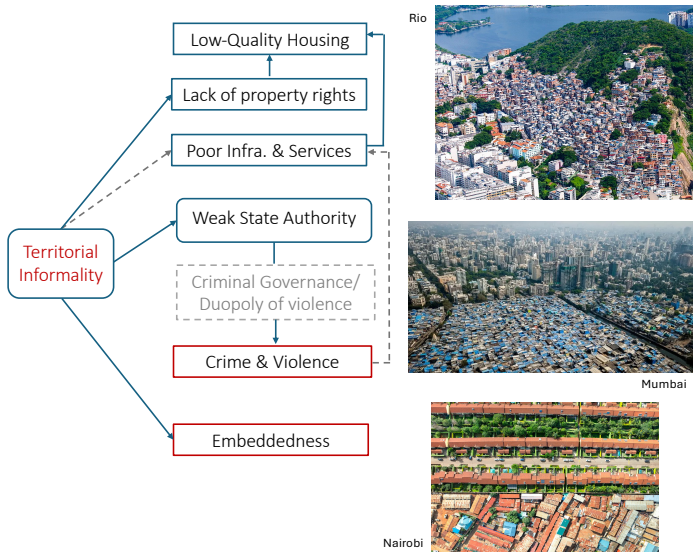 Low-Quality Housing
Lack of property rights
Poor Infra. & Services
Weak State Authority
Territorial
Informality
Criminal Governance/
Duopoly of violence
Crime & Violence
Embeddedness
Rio
Mumbai
Nairobi